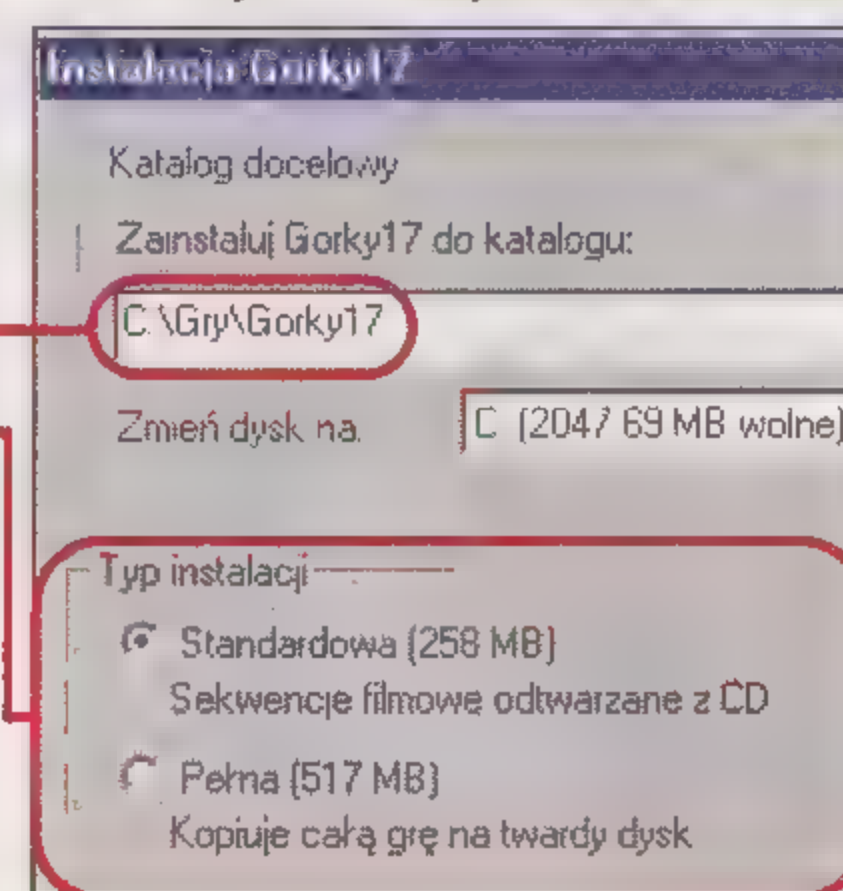 Instalacja Gorky17
Katalog docelowy
Zainstaluj Gorky17 do katalogu:
C:\Gry\Gorky17
Zmień dysk na:
C: (2047.69 MB wolne)
Typ instalacji
Standardowa (258 MB)
Sekwencje filmowe odtwarzane z CD
Pełna (517 MB)
Kopiuje całą grę na twardy dysk